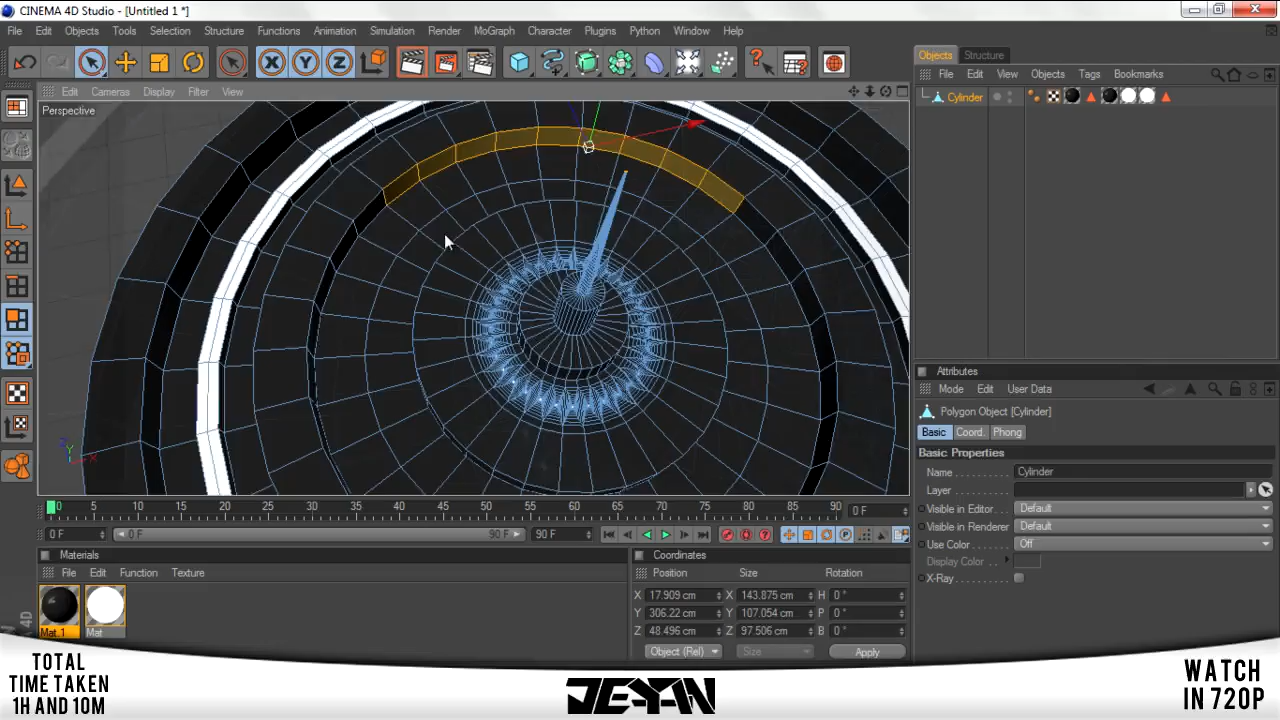 CINEMA 4D Studio - [Untitled 1 *]
File Edit Objects Tools Selection Structure Functions Animation Simulation Render MoGraph Character Plugins Window Help
Objects Structure
File Edit View Objects Tags Bookmarks
Edit Cameras Display Filter View
Cylinder
Perspective
Attributes
Mode Edit User Data
Polygon Object [Cylinder]
Basic Coord. Phong
Basic Properties
Name Cylinder
Layer
Visible in Editor Default
Visible in Renderer Default
Use Color Off
Display Color
X-Ray
0 5 10 15 20 25 30 35 40 45 50 55 60 65 70 75 80 85 90 0 F
0 F 0 F 90 F 90 F
Materials
File Edit Function Texture
Mat 1 Mat
Coordinates
Position Size Rotation
X 17.909 cm X 143.875 cm H 0 °
Y 306.22 cm Y 107.054 cm P 0 °
Z 48.496 cm Z 97.506 cm B 0 °
Object (Rel) Size Apply
TOTAL
TIME TAKEN
1H AND 10M
JEYAN
WATCH
IN 720P